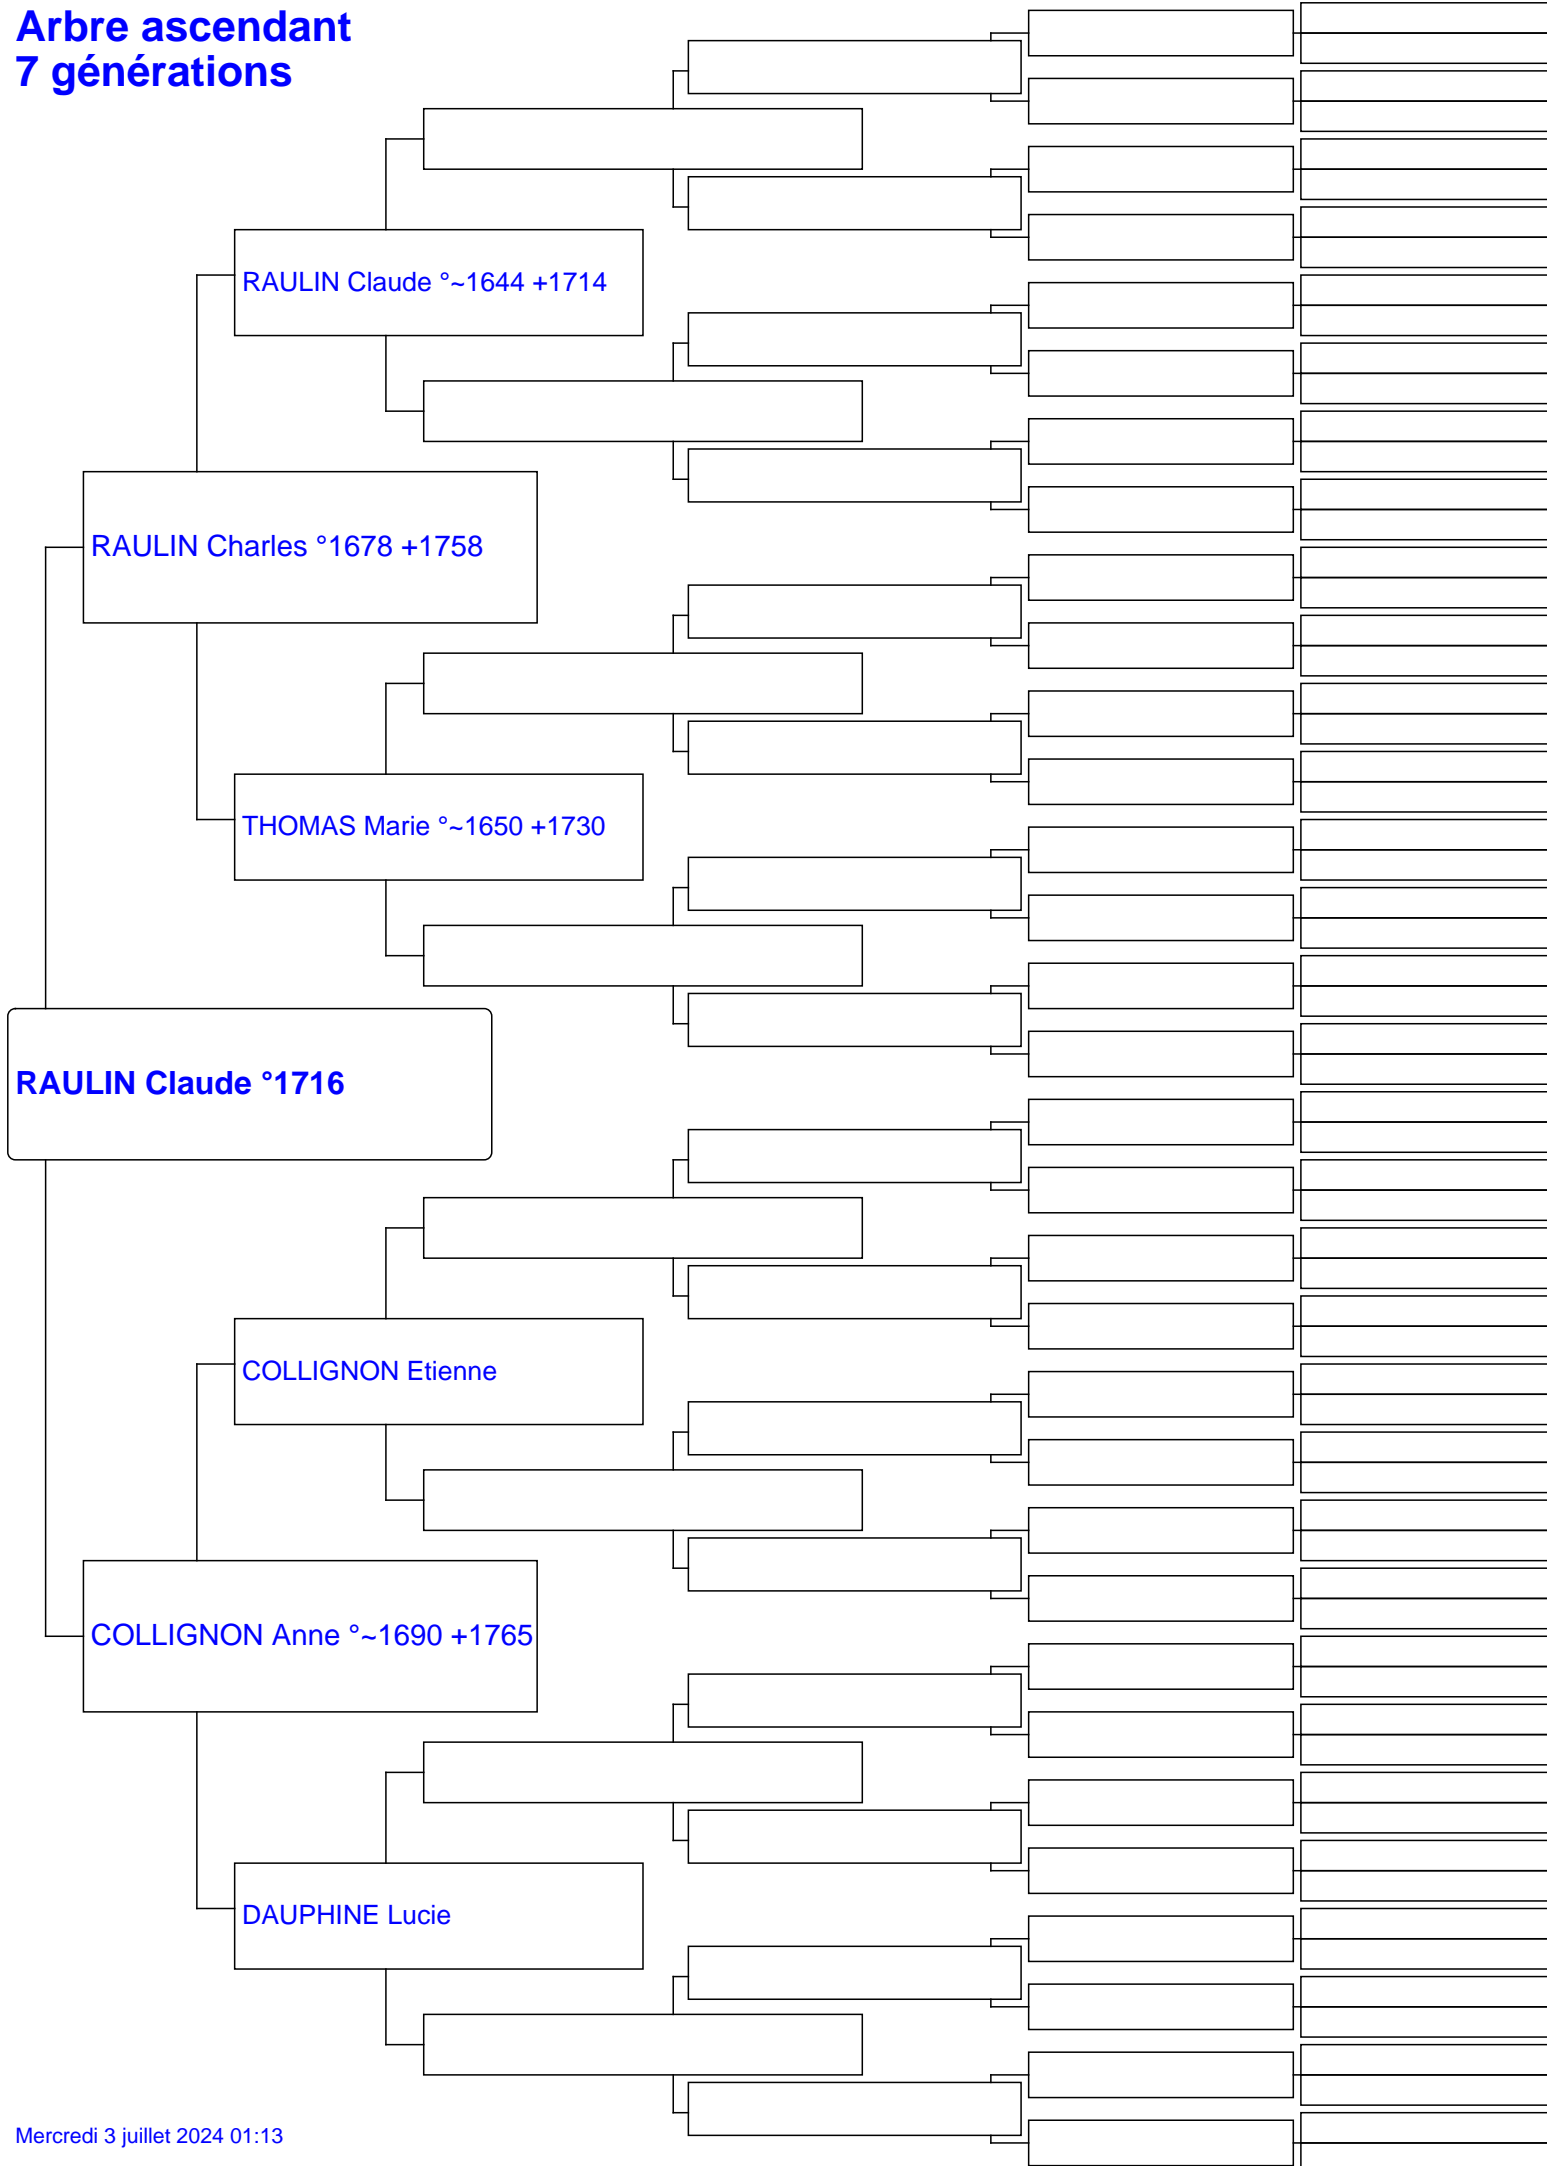 Arbre ascendant
7 générations
RAULIN Claude °~1644 +1714
RAULIN Charles °1678 +1758
THOMAS Marie °~1650 +1730
RAULIN Claude °1716
COLLIGNON Etienne
COLLIGNON Anne °~1690 +1765
DAUPHINE Lucie
Mercredi 3 juillet 2024 01:13